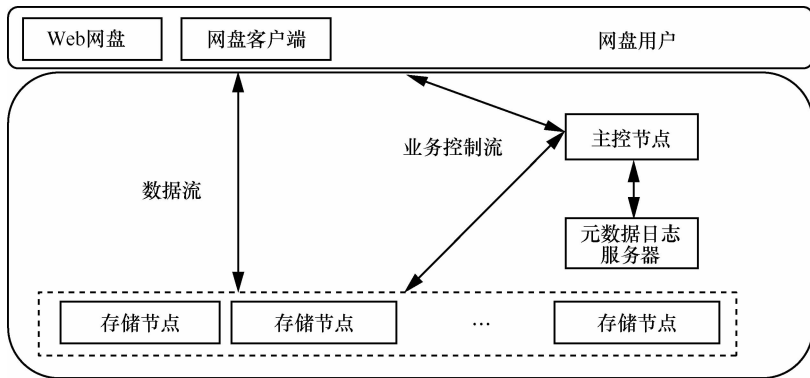 Web网盘
网盘客户端
网盘用户
主控节点
业务控制流
数据流
元数据日志
服务器
存储节点
存储节点
…
存储节点